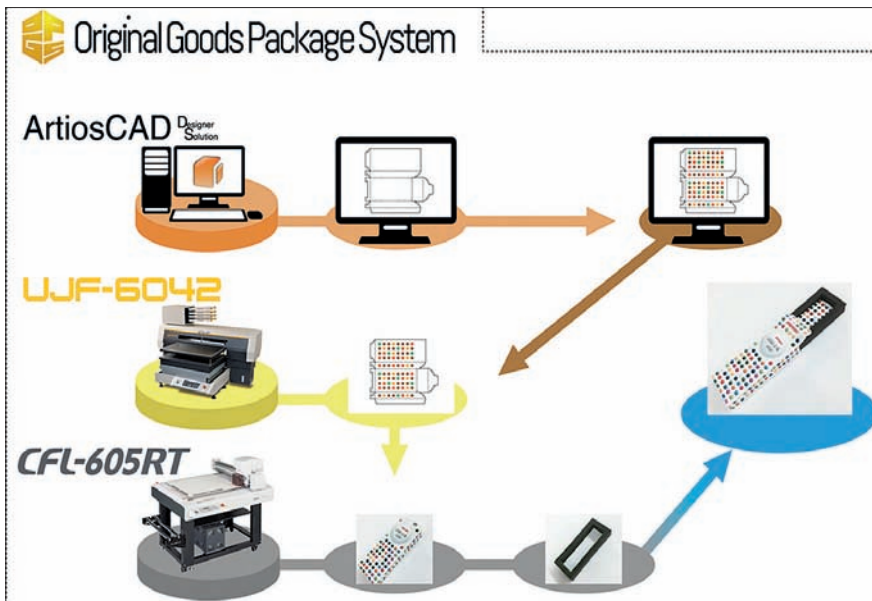 Original Goods Package System
ArtiosCAD Designer
Solution
UJF-6042
CFL-605RT